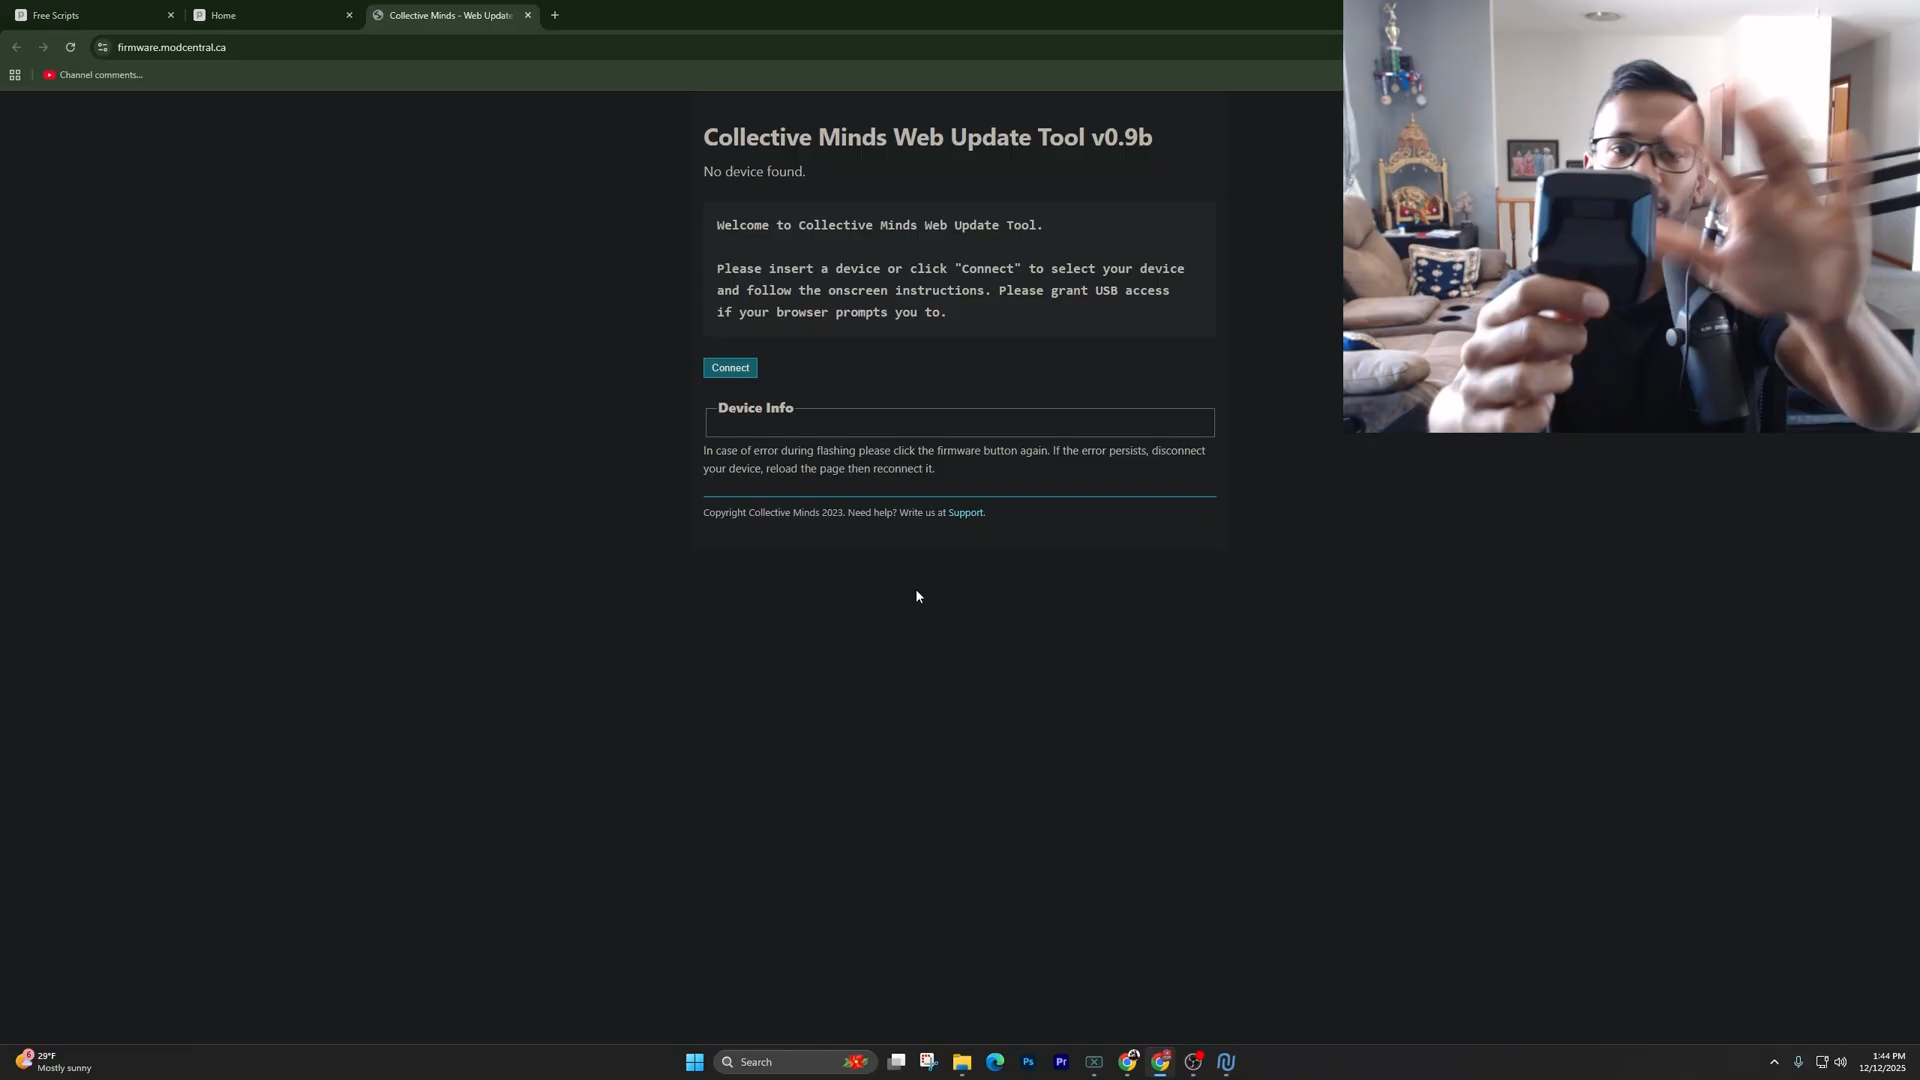 Free Scripts
Home
Collective Minds - Web Update
firmware.modcentral.ca
Channel comments...
Collective Minds Web Update Tool v0.9b
No device found.
Welcome to Collective Minds Web Update Tool.
Please insert a device or click "Connect" to select your device
and follow the onscreen instructions. Please grant USB access
if your browser prompts you to.
Connect
Device Info
In case of error during flashing please click the firmware button again. If the error persists, disconnect
your device, reload the page then reconnect it.
Copyright Collective Minds 2023. Need help? Write us at Support.
6
29°F
Mostly sunny
Search
Ps
Pr
1:44 PM
12/12/2025